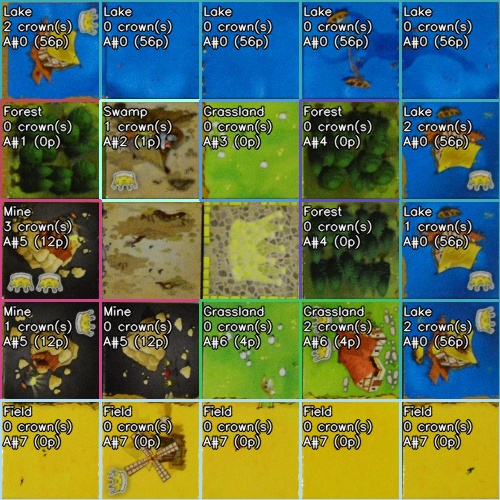 Lake
2 crown(s)
A#0 (56p)
Lake
0 crown(s)
A#0 (56p)
Lake
0 crown(s)
A#0 (56p)
Lake
0 crown(s)
A#0 (56p)
Lake
0 crown(s)
A#0 (56p)
Forest
0 crown(s)
A#1 (0p)
Swamp
1 crown(s)
A#2 (1p)
Grassland
0 crown(s)
A#3 (0p)
Forest
0 crown(s)
A#4 (0p)
Lake
2 crown(s)
A#0 (56p)
Mine
3 crown(s)
A#5 (12p)
Forest
0 crown(s)
A#4 (0p)
Lake
1 crown(s)
A#0 (56p)
Mine
1 crown(s)
A#5 (12p)
Mine
0 crown(s)
A#5 (12p)
Grassland
0 crown(s)
A#6 (4p)
Grassland
2 crown(s)
A#6 (4p)
Lake
2 crown(s)
A#0 (56p)
Field
0 crown(s)
A#7 (0p)
Field
0 crown(s)
A#7 (0p)
Field
0 crown(s)
A#7 (0p)
Field
0 crown(s)
A#7 (0p)
Field
0 crown(s)
A#7 (0p)